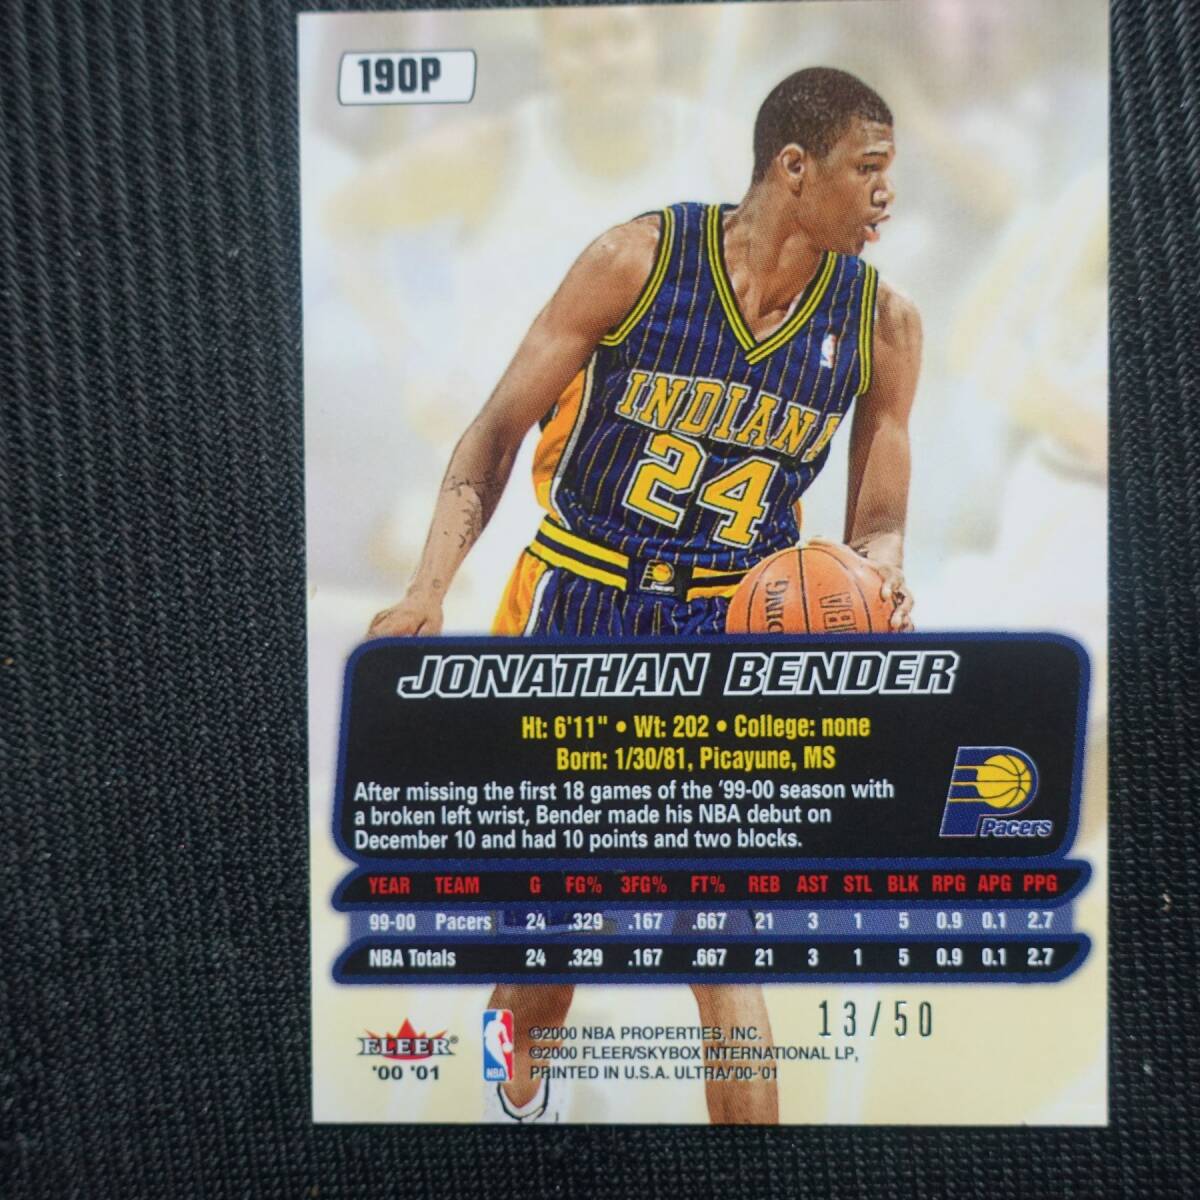 190P
INDIANA
24
Pacers
DING
NBA
JONATHAN BENDER
Ht: 6'11" • Wt: 202 • College: none
Born: 1/30/81, Picayune, MS
After missing the first 18 games of the '99-00 season with
a broken left wrist, Bender made his NBA debut on
December 10 and had 10 points and two blocks.
Pacers
YEAR TEAM G FG% 3FG% FT% REB AST STL BLK RPG APG PPG
99-00 Pacers 24 .329 .167 .667 21 3 1 5 0.9 0.1 2.7
NBA Totals 24 .329 .167 .667 21 3 1 5 0.9 0.1 2.7
13/50
FLEER®
'00 '01
NBA
©2000 NBA PROPERTIES, INC.
©2000 FLEER/SKYBOX INTERNATIONAL LP,
PRINTED IN U.S.A. ULTRA/'00-'01